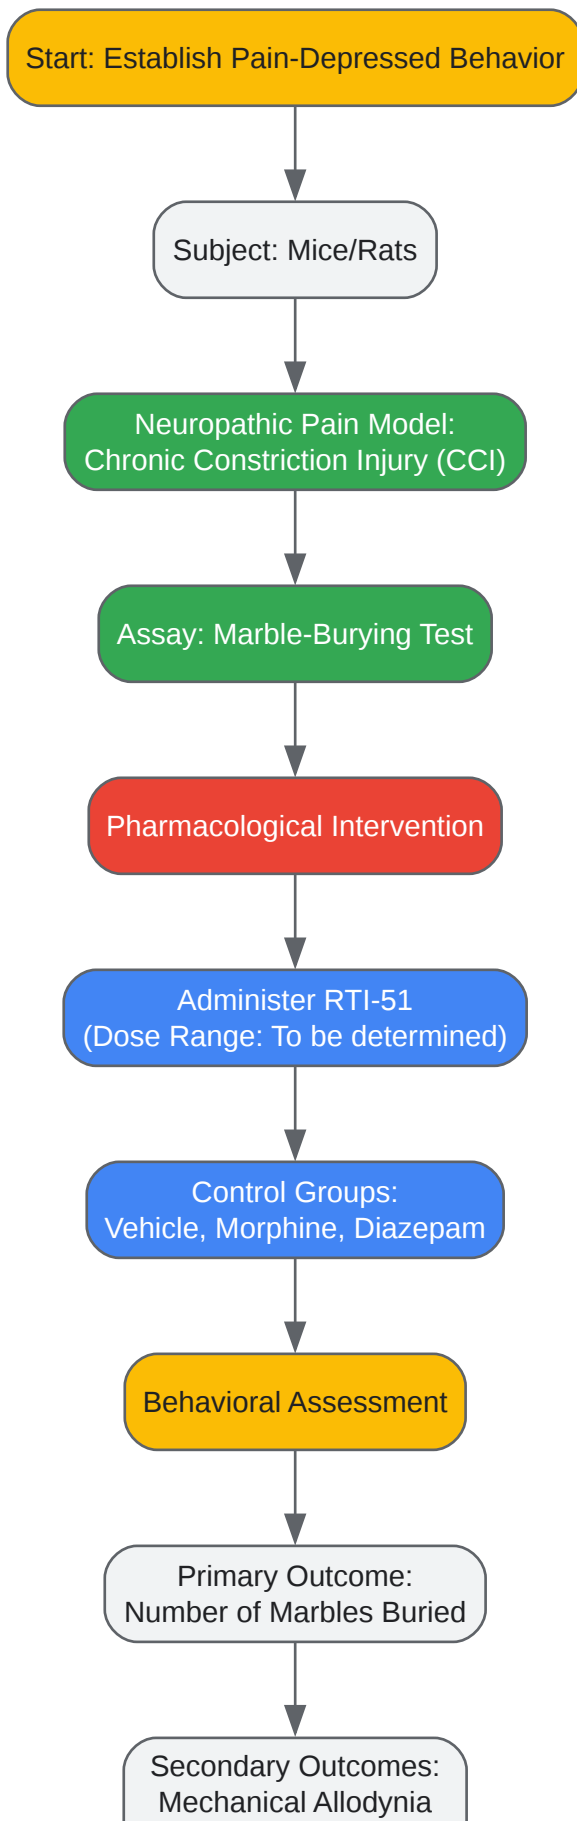 Start: Establish Pain-Depressed Behavior
Subject: Mice/Rats
Neuropathic Pain Model:
Chronic Constriction Injury (CCI)
Assay: Marble-Burying Test
Pharmacological Intervention
Administer RTI-51
(Dose Range: To be determined)
Control Groups:
Vehicle, Morphine, Diazepam
Behavioral Assessment
Primary Outcome:
Number of Marbles Buried
Secondary Outcomes:
Mechanical Allodynia